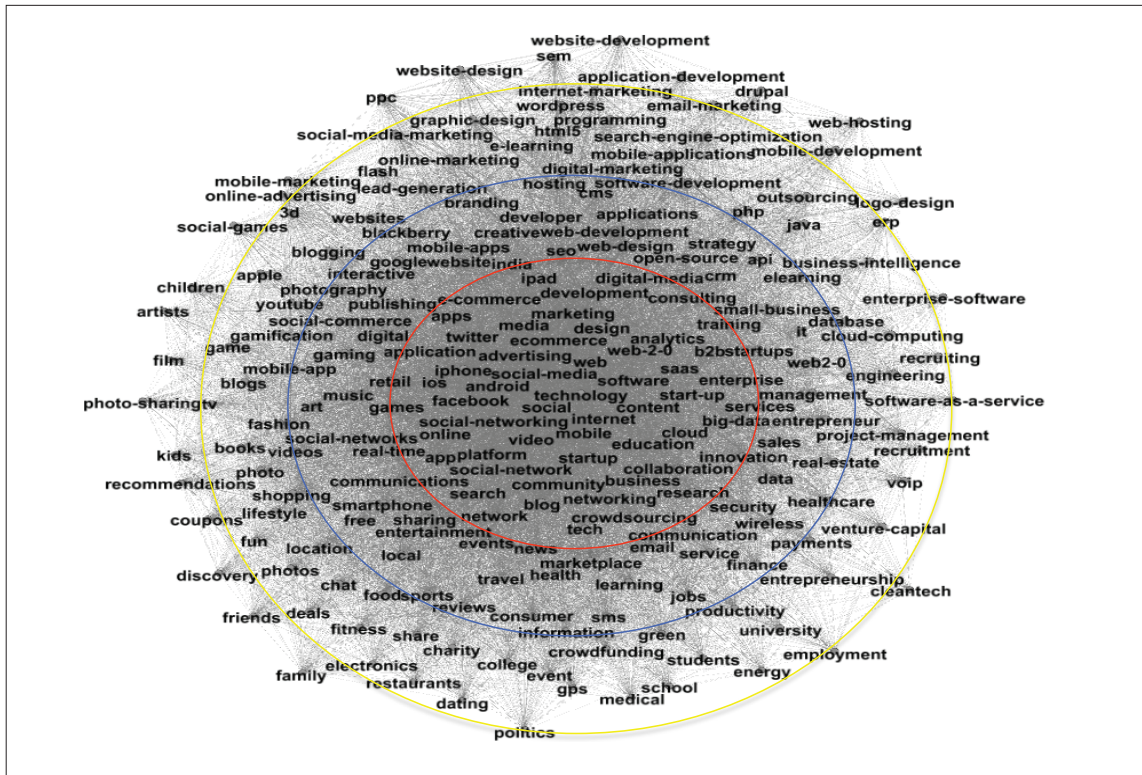 website-development
sem
website-design
application-development
internet-marketing
drupal
ppc
wordpress
email-marketing
graphic-design
programming
web-hosting
social-media-marketing
html5
search-engine-optimization
e-learning
mobile-applications
mobile-development
online-marketing
flash
digital-marketing
mobile-marketing
lead-generation
hosting
software-development
online-advertising
cms
outsourcing
logo-design
branding
3d
websites
developer
applications
php
erp
social-games
blackberry
creative
web-development
java
blogging
mobile-apps
seo
web-design
strategy
google
website
india
open-source
api
business-intelligence
apple
interactive
ipad
digital-media
crm
elearning
children
photography
development
artists
youtube
publishing
e-commerce
consulting
enterprise-software
small-business
social-commerce
apps
marketing
training
database
gamification
digital
twitter
media
design
it
cloud-computing
game
ecommerce
analytics
film
gaming
application
advertising
web-2-0
b2b
startups
recruiting
mobile-app
web
web2-0
iphone
social-media
saas
engineering
blogs
retail
ios
android
software
enterprise
music
technology
start-up
management
photo-sharing
tv
art
games
facebook
social
content
services
software-as-a-service
fashion
social-networking
internet
big-data
entrepreneur
social-networks
online
video
mobile
cloud
project-management
books
videos
real-time
education
sales
recruitment
kids
app
platform
startup
innovation
photo
social-network
collaboration
real-estate
recommendations
communications
community
business
data
voip
shopping
search
research
smartphone
blog
networking
security
healthcare
coupons
lifestyle
free
sharing
network
crowdsourcing
wireless
venture-capital
entertainment
tech
communication
fun
location
events
news
email
payments
local
service
marketplace
finance
discovery
photos
chat
travel
health
learning
entrepreneurship
cleantech
food
sports
jobs
friends
deals
reviews
consumer
sms
productivity
fitness
share
information
green
university
charity
crowdfunding
employment
electronics
college
students
family
restaurants
event
energy
gps
school
dating
medical
politics